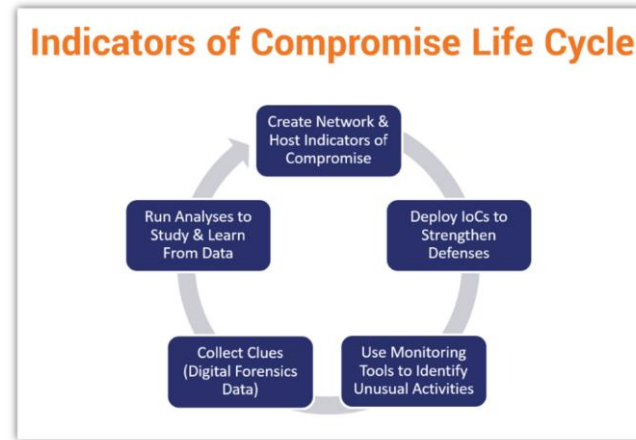 Indicators of Compromise Life Cycle
Create Network &
Host Indicators of
Compromise
Deploy IoCs to
Strengthen
Defenses
Use Monitoring
Tools to Identify
Unusual Activities
Collect Clues
(Digital Forensics
Data)
Run Analyses to
Study & Learn
From Data